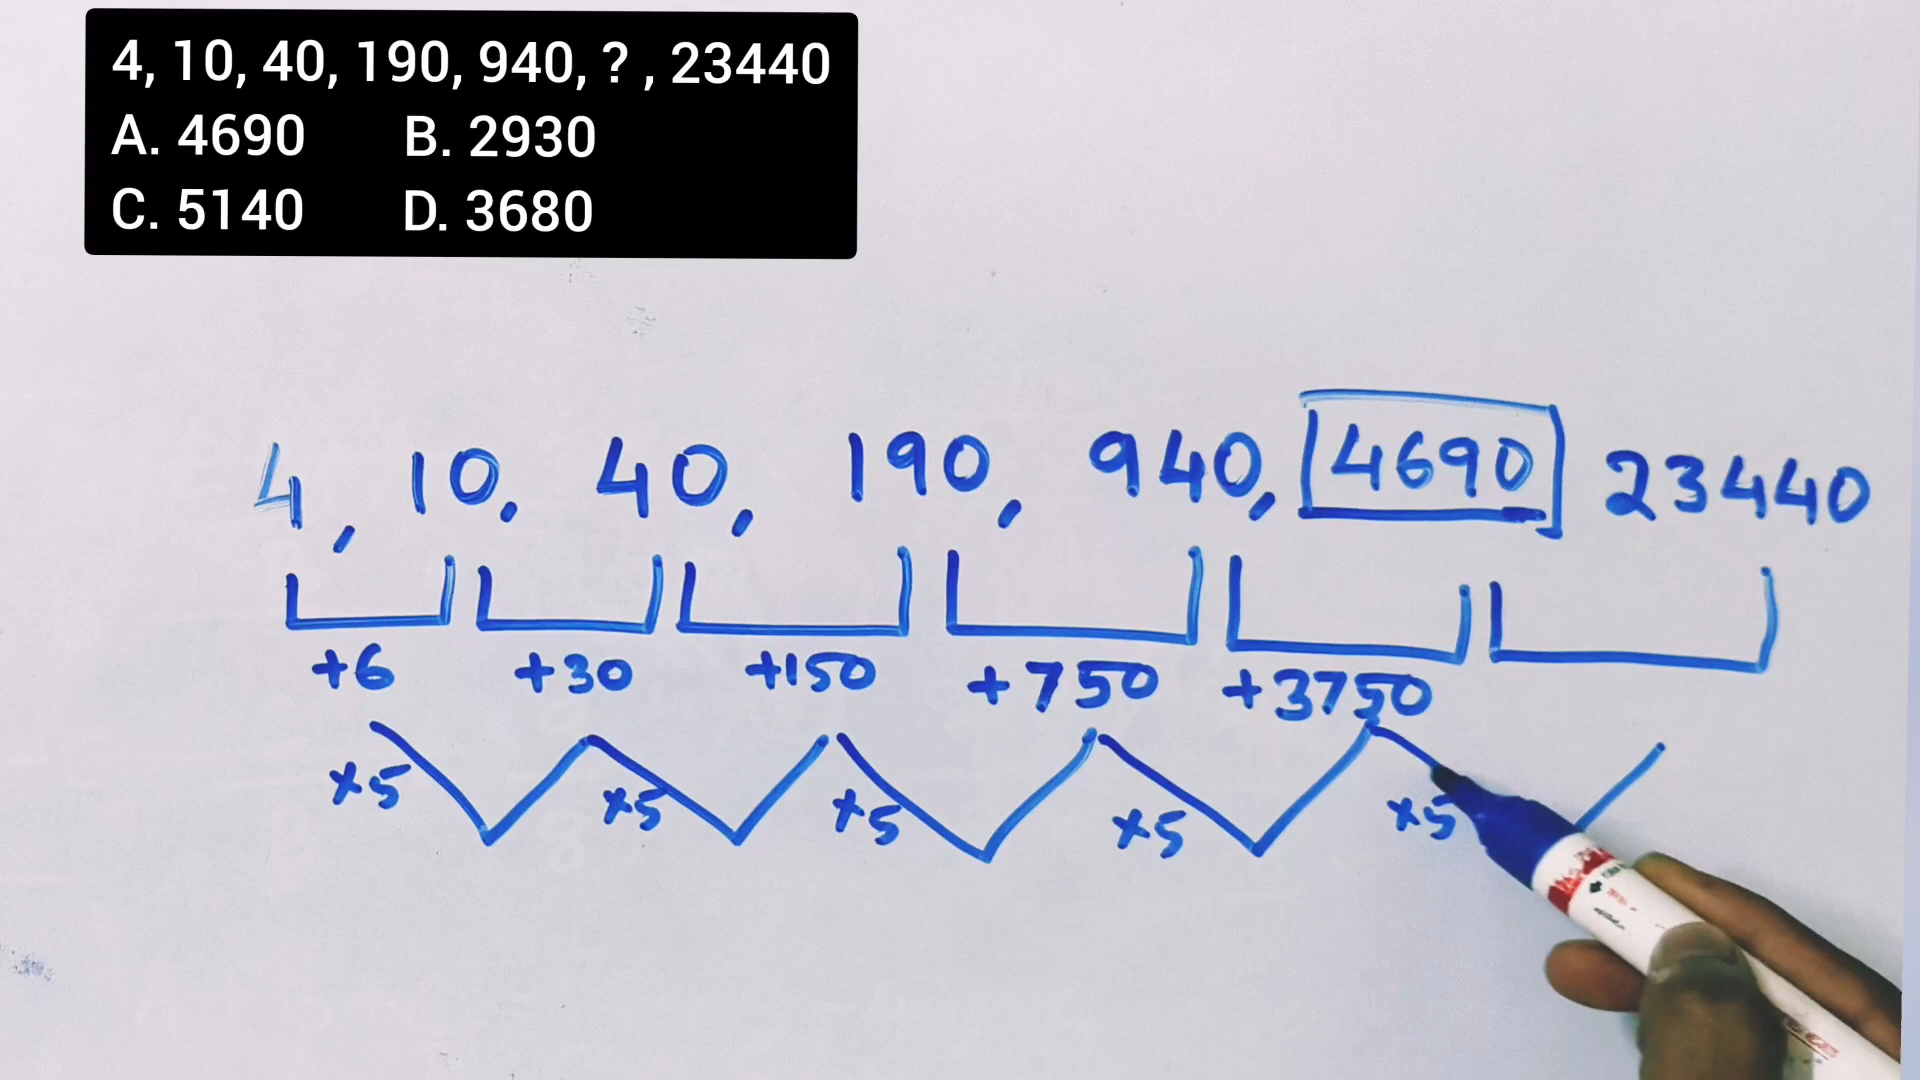 4, 10, 40, 190, 940, ? , 23440
A. 4690 B. 2930
C. 5140 D. 3680
4, 10, 40, 190, 940, 4690 23440
+6 +30 +150 +750 +3750
×5 ×5 ×5 ×5 ×5